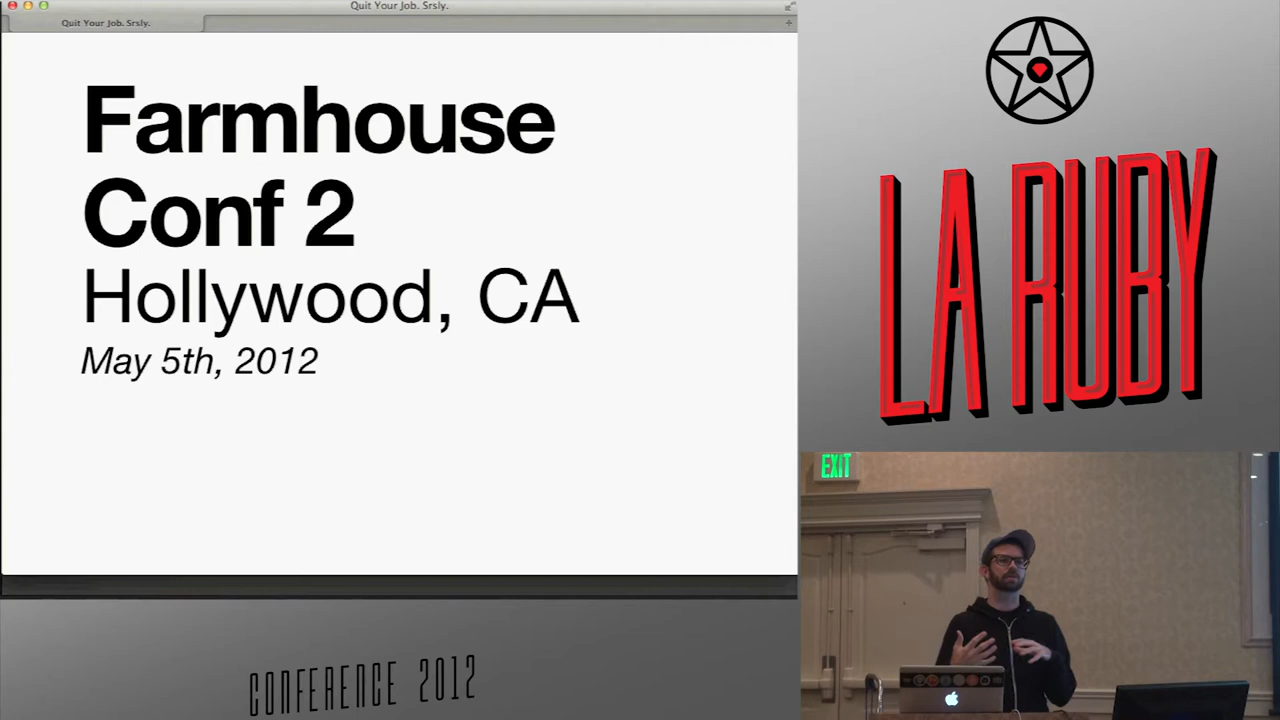 Quit Your Job. Srsly.
Quit Your Job. Srsly.
Farmhouse
Conf 2
Hollywood, CA
May 5th, 2012
LA RUBY
EXIT
CONFERENCE 2012